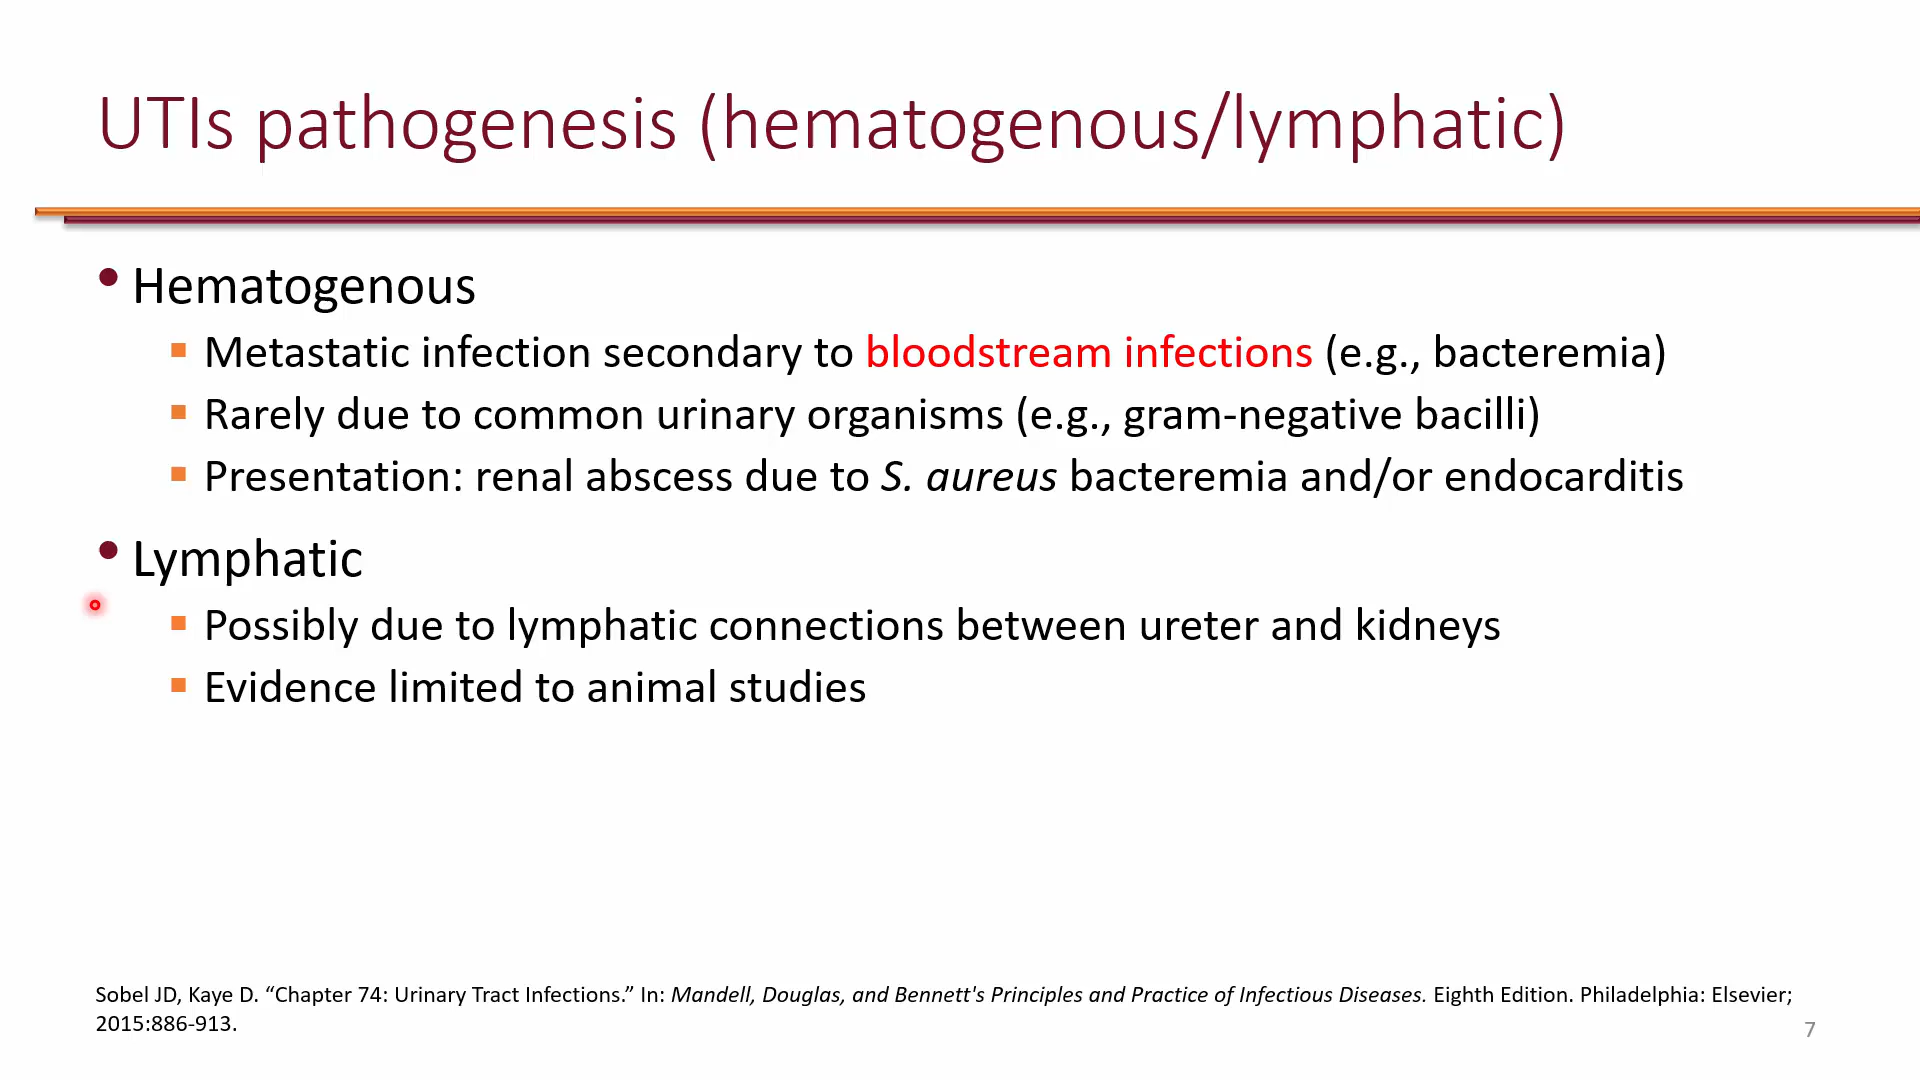 UTIs pathogenesis (hematogenous/lymphatic)
• Hematogenous
▪ Metastatic infection secondary to bloodstream infections (e.g., bacteremia)
▪ Rarely due to common urinary organisms (e.g., gram-negative bacilli)
▪ Presentation: renal abscess due to S. aureus bacteremia and/or endocarditis
• Lymphatic
▪ Possibly due to lymphatic connections between ureter and kidneys
▪ Evidence limited to animal studies
Sobel JD, Kaye D. “Chapter 74: Urinary Tract Infections.” In: Mandell, Douglas, and Bennett's Principles and Practice of Infectious Diseases. Eighth Edition. Philadelphia: Elsevier;
2015:886-913.
7